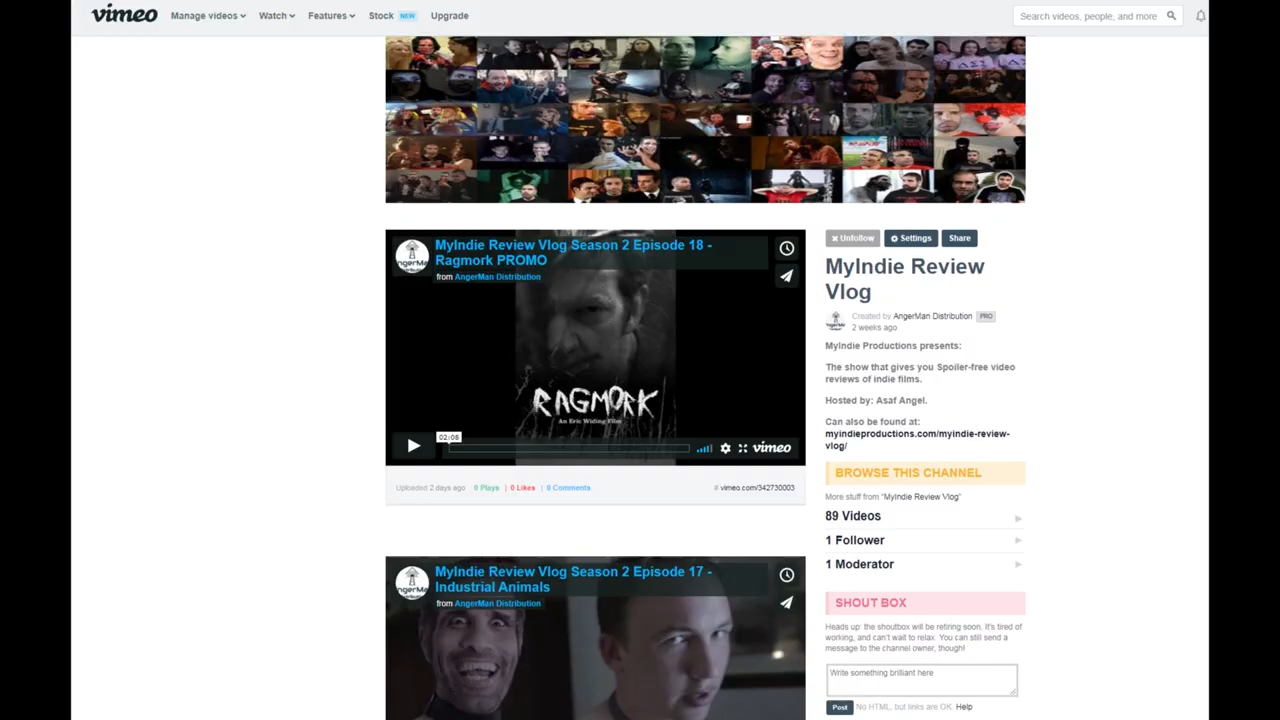 vimeo Manage videos Watch Features Stock NEW Upgrade Search videos, people, and more
MyIndie Review Vlog Season 2 Episode 18 -
Ragmork PROMO
from AngerMan Distribution
RAGMORK
An Eric Widing Film
02:08
vimeo
Uploaded 2 days ago 0 Plays | 0 Likes | 0 Comments # vimeo.com/342730003
MyIndie Review Vlog Season 2 Episode 17 -
Industrial Animals
from AngerMan Distribution
Unfollow Settings Share
MyIndie Review
Vlog
Created by AngerMan Distribution PRO
2 weeks ago
MyIndie Productions presents:
The show that gives you Spoiler-free video
reviews of indie films.
Hosted by: Asaf Angel.
Can also be found at:
myindieproductions.com/myindie-review-
vlog/
BROWSE THIS CHANNEL
More stuff from "MyIndie Review Vlog"
89 Videos
1 Follower
1 Moderator
SHOUT BOX
Heads up: the shoutbox will be retiring soon. It's tired of
working, and can't wait to relax. You can still send a
message to the channel owner, though!
Write something brilliant here
Post No HTML, but links are OK. Help